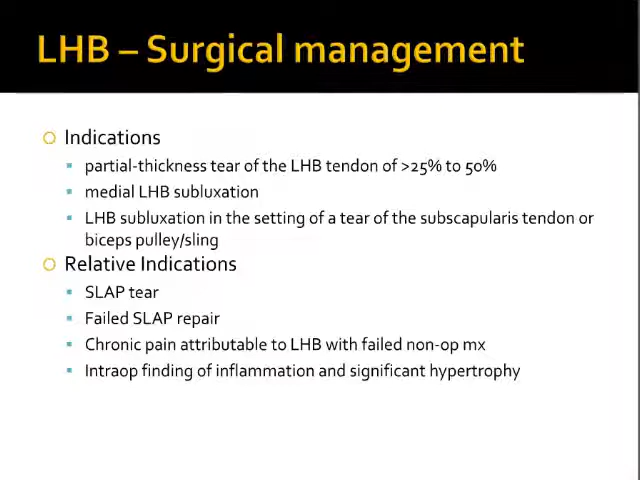 LHB – Surgical management
Indications
partial-thickness tear of the LHB tendon of >25% to 50%
medial LHB subluxation
LHB subluxation in the setting of a tear of the subscapularis tendon or
biceps pulley/sling
Relative Indications
SLAP tear
Failed SLAP repair
Chronic pain attributable to LHB with failed non-op mx
Intraop finding of inflammation and significant hypertrophy